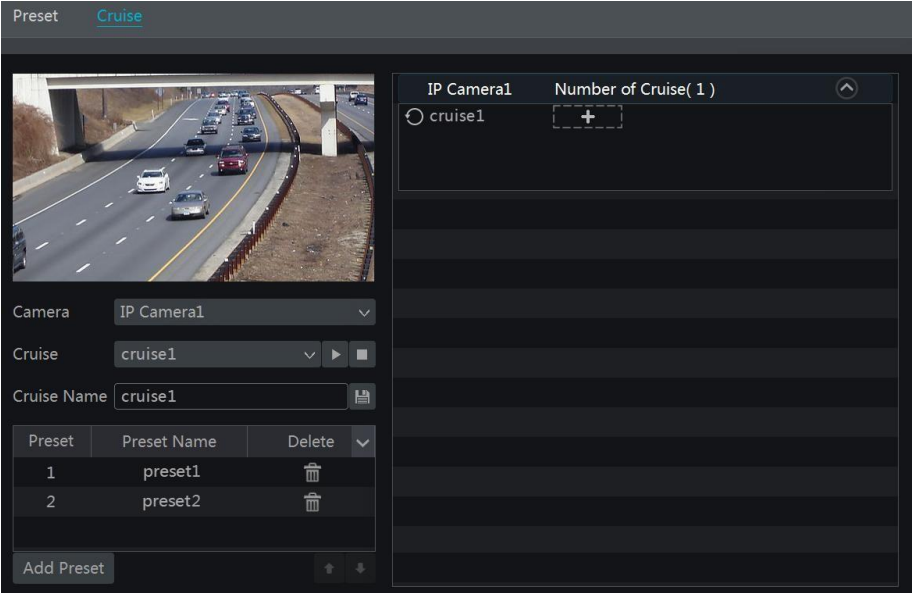 Preset Cruise
IP Camera1 Number of Cruise( 1 )
cruise1
Camera IP Camera1
Cruise cruise1
Cruise Name cruise1
Preset Preset Name Delete
1 preset1
2 preset2
Add Preset